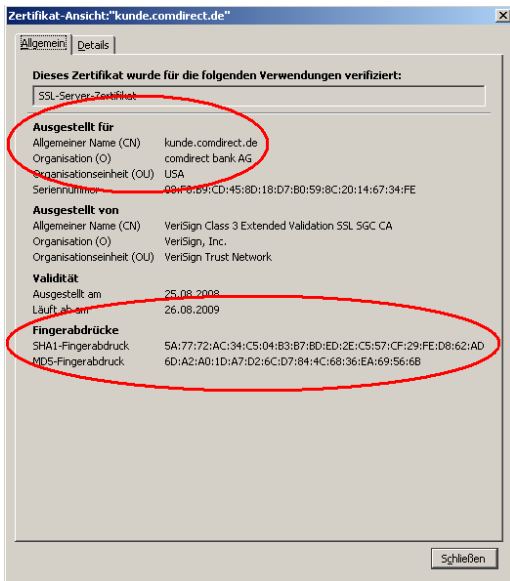 Zertifikat-Ansicht:"kunde.comdirect.de"
Allgemein Details
Dieses Zertifikat wurde für die folgenden Verwendungen verifiziert:
SSL-Server-Zertifikat
Ausgestellt für
Allgemeiner Name (CN) kunde.comdirect.de
Organisation (O) comdirect bank AG
Organisationseinheit (OU) USA
Seriennummer 08:F6:B9:CD:45:8D:18:D7:B0:59:8C:20:14:67:34:FE
Ausgestellt von
Allgemeiner Name (CN) VeriSign Class 3 Extended Validation SSL SGC CA
Organisation (O) VeriSign, Inc.
Organisationseinheit (OU) VeriSign Trust Network
Validität
Ausgestellt am 25.08.2008
Läuft ab am 26.08.2009
Fingerabdrücke
SHA1-Fingerabdruck 5A:77:72:AC:34:C5:04:B3:B7:BD:ED:2E:C5:57:CF:29:FE:D8:62:AD
MD5-Fingerabdruck 6D:A2:A0:1D:A7:D2:6C:D7:84:4C:68:36:EA:69:56:6B
Schließen